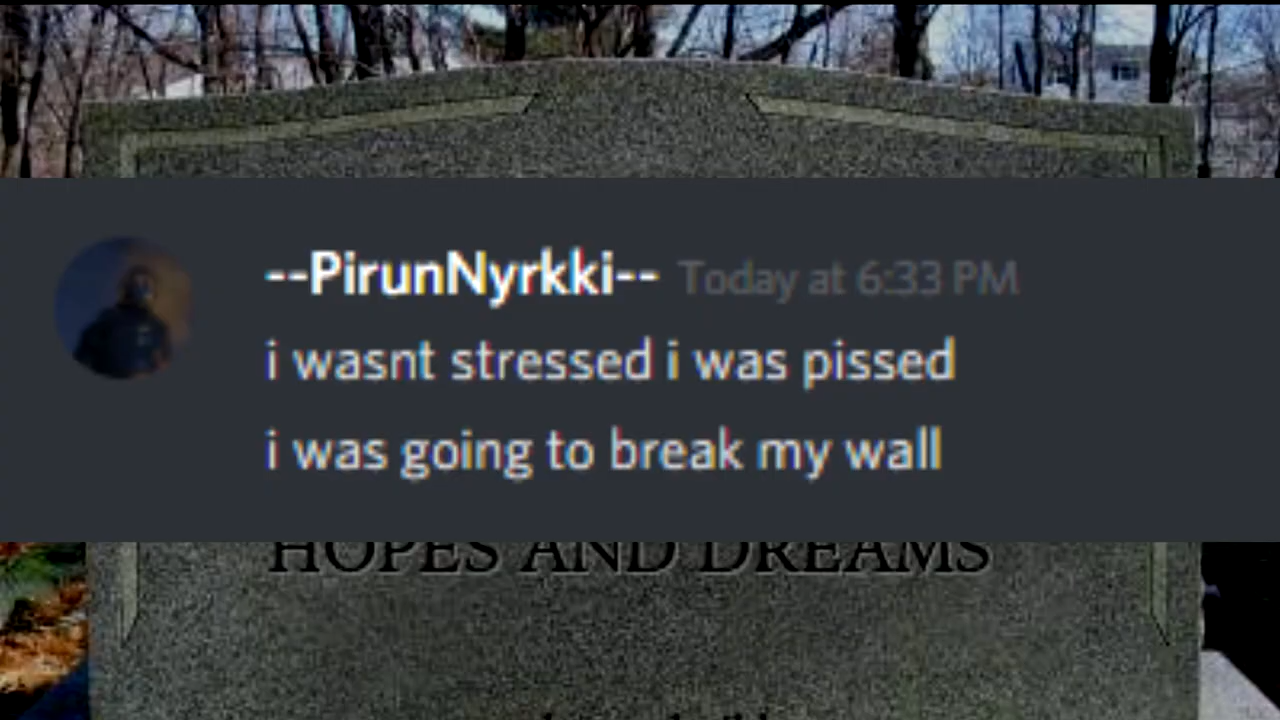 --PirunNyrkki-- Today at 6:33 PM
i wasnt stressed i was pissed
i was going to break my wall
HOPES AND DREAMS